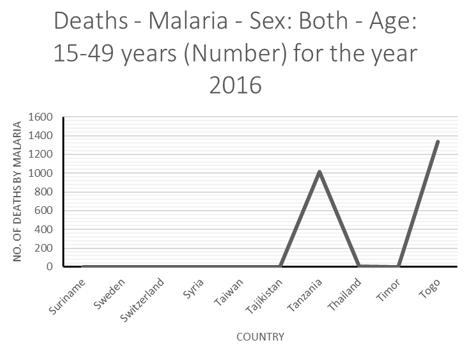 Deaths - Malaria - Sex: Both - Age:
15-49 years (Number) for the year
2016
NO. OF DEATHS BY MALARIA
1600
1400
1200
1000
800
600
400
200
0
Suriname
Sweden
Switzerland
Syria
Taiwan
Tajikistan
Tanzania
Thailand
Timor
Togo
COUNTRY